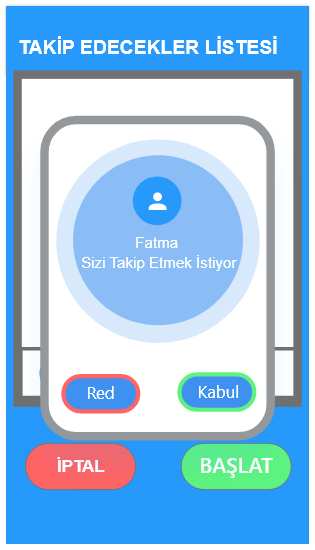 TAKİP EDECEKLER LİSTESİ
Fatma
Sizi Takip Etmek İstiyor
Red
Kabul
İPTAL
BAŞLAT